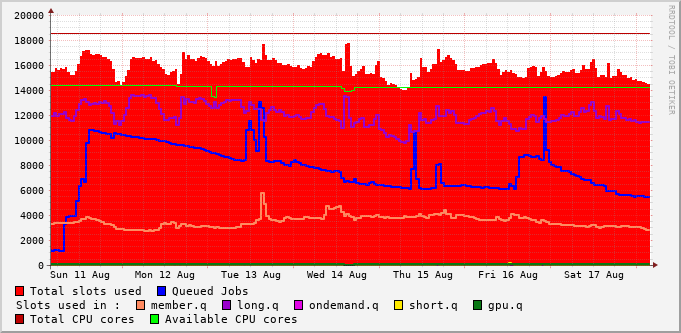 20000
18000
16000
14000
12000
10000
8000
6000
4000
2000
0
Sun 11 Aug Mon 12 Aug Tue 13 Aug Wed 14 Aug Thu 15 Aug Fri 16 Aug Sat 17 Aug
Total slots used Queued Jobs
Slots used in : member.q long.q ondemand.q short.q gpu.q
Total CPU cores Available CPU cores
RRDTOOL / TOBI OETIKER